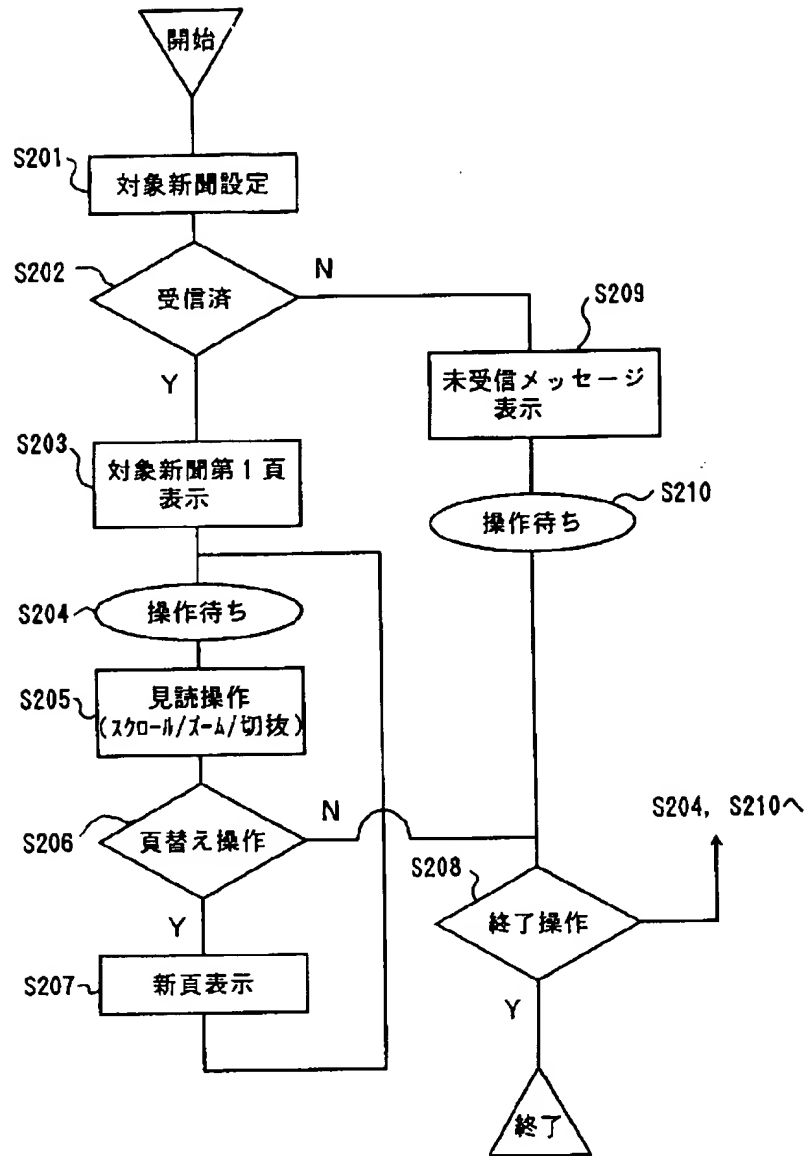 開始
S201
対象新聞設定
S202
受信済
N
Y
S209
未受信メッセージ
表示
S203
対象新聞第1頁
表示
S210
操作待ち
S204
操作待ち
S205
見読操作
(スクロール/ズーム/切抜)
S206
頁替え操作
N
Y
S204, S210へ
S208
終了操作
Y
S207
新頁表示
終了